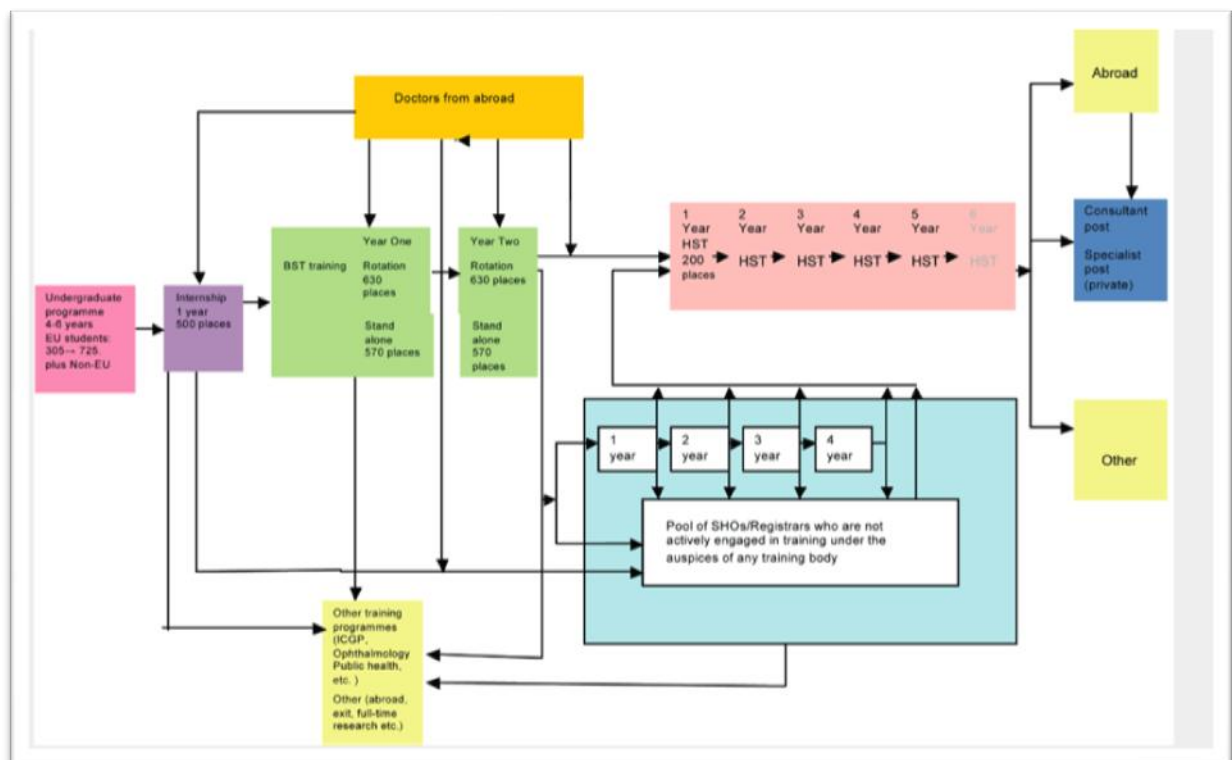 Doctors from abroad
Abroad
Undergraduate
programme
4-6 years
EU students:
305→ 725.
plus Non-EU
Internship
1 year
500 places
BST training
Year One
Rotation
630
places
Stand
alone
570 places
Year Two
Rotation
630 places
Stand
alone
570
places
1
Year
HST
200
places
2
Year
HST
3
Year
HST
4
Year
HST
5
Year
HST
6
Year
HST
Consultant
post
Specialist
post
(private)
1
year
2
year
3
year
4
year
Pool of SHOs/Registrars who are not
actively engaged in training under the
auspices of any training body
Other
Other training
programmes
(ICGP,
Ophthalmology
Public health,
etc. )
Other (abroad,
exit, full-time
research etc.)